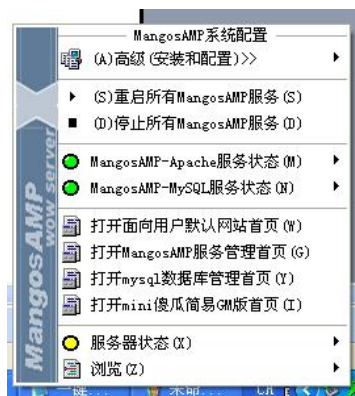 MangosAMP系统配置
(A)高级(安装和配置)>>
(S)重启所有MangosAMP服务(S)
(D)停止所有MangosAMP服务(D)
MangosAMP-Apache服务状态(M)
MangosAMP-MySQL服务状态(N)
打开面向用户默认网站首页(W)
打开MangosAMP服务管理首页(G)
打开mysql数据库管理首页(Y)
打开mini傻瓜简易GM版首页(I)
服务器状态(X)
浏览(Z)
MangosAMP
wow server
一键...
未命...
CH